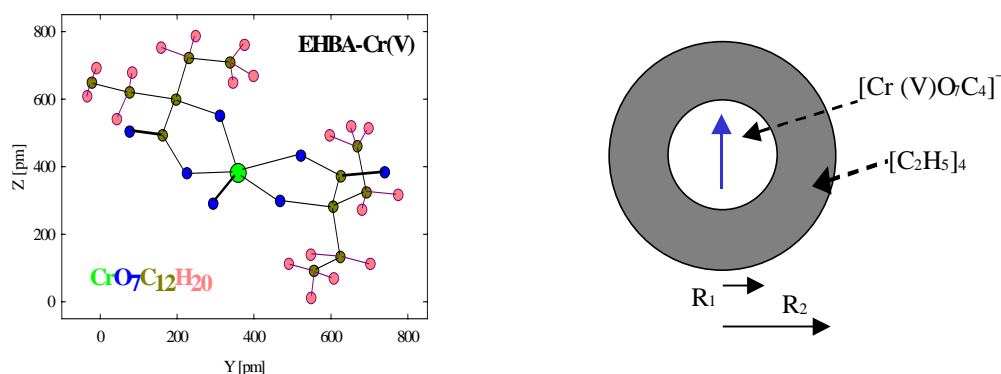 EHBA-Cr(V)
800
600
400
200
0
Z [pm]
CrO7C12H20
0
200
400
600
800
Y [pm]
[Cr (V)O7C4]⁻
[C2H5]4
R1
R2